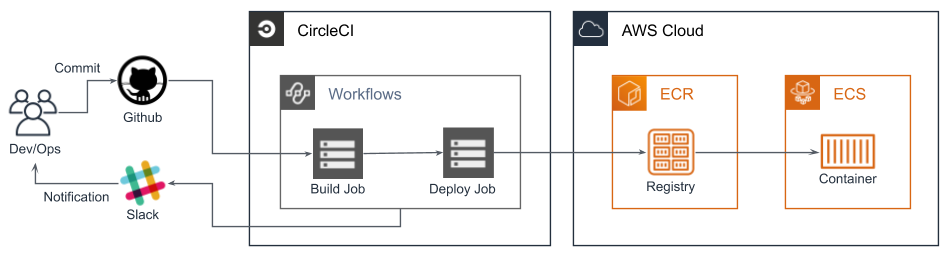 CircleCI
AWS Cloud
Commit
Workflows
ECR
ECS
Github
Dev/Ops
Build Job
Deploy Job
Registry
Container
Notification
Slack